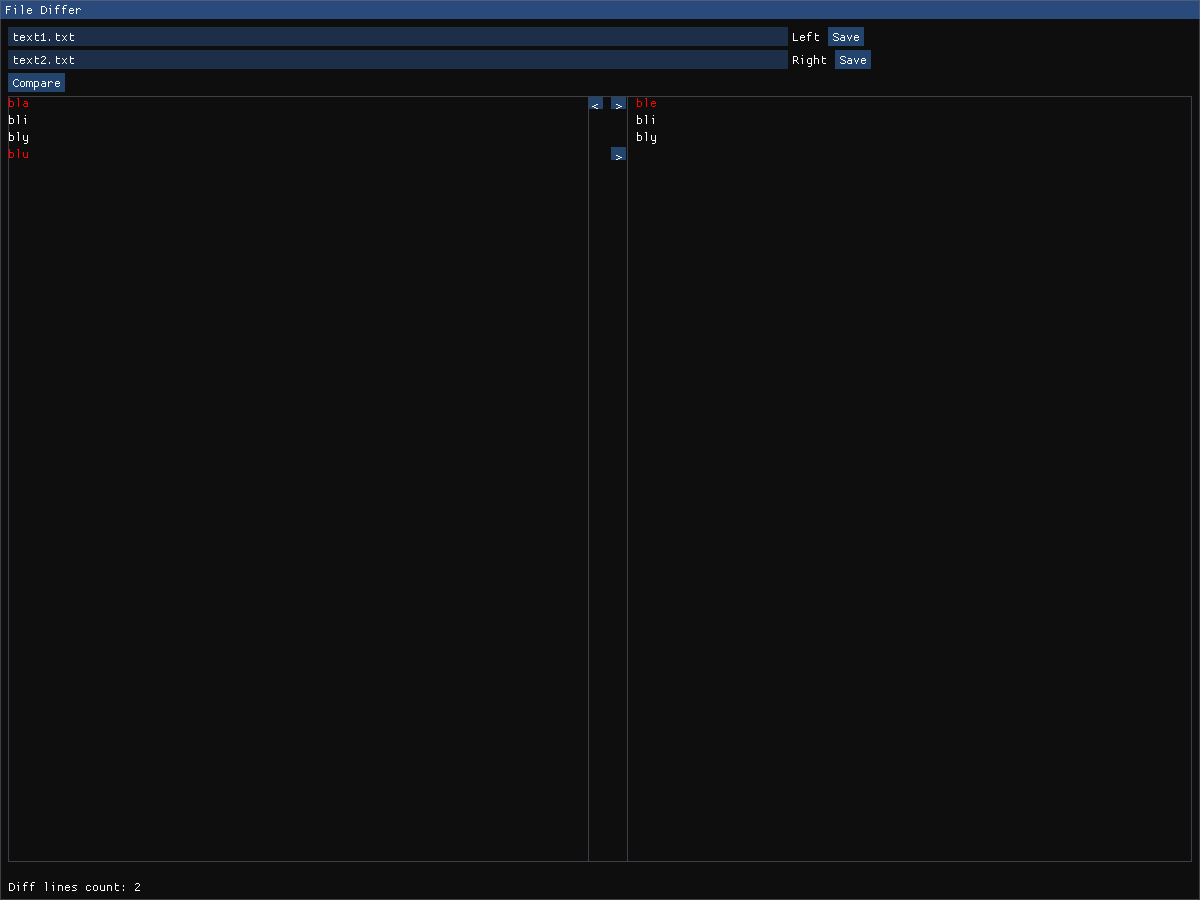 File Differ
text1.txt Left Save
text2.txt Right Save
Compare
bla < > ble
bli bli
bly bly
blu >
Diff lines count: 2